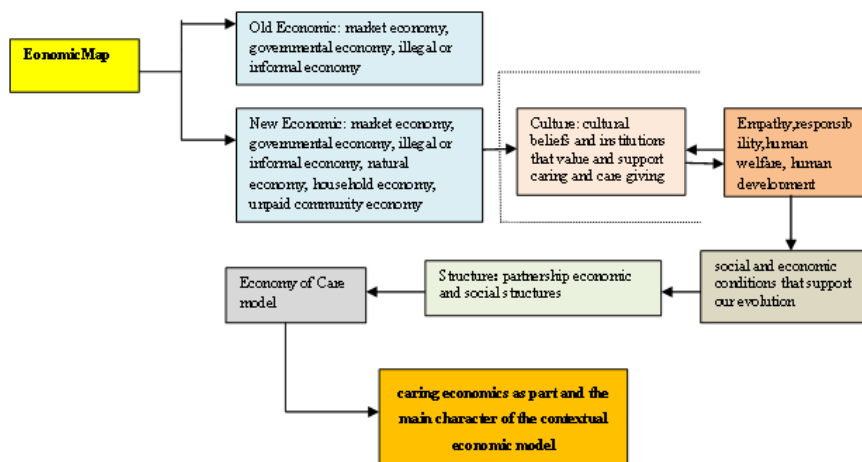 Old Economic: market economy,
governmental economy, illegal or
informal economy
EonomicMap
New Economic: market economy,
governmental economy, illegal or
informal economy, natural
economy, household economy,
unpaid community economy
Culture: cultural
beliefs and institutions
that value and support
caring and care giving
Empathy,responsib
ility,human
welfare, human
development
social and economic
conditions that support
our evolution
Structure: partnership economic
and social structures
Economy of Care
model
caring economics as part and the
main character of the contextual
economic model